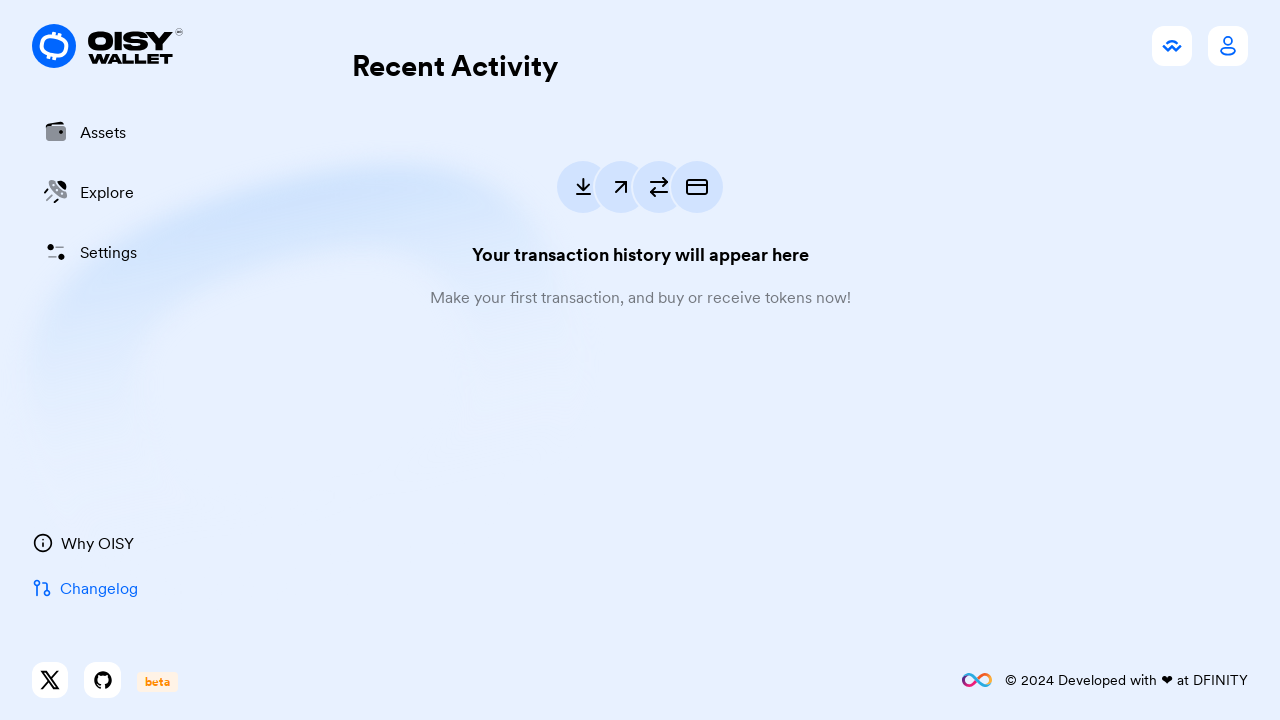 OISY
WALLET
Recent Activity
Assets
Explore
Settings
Your transaction history will appear here
Make your first transaction, and buy or receive tokens now!
Why OISY
Changelog
beta
© 2024 Developed with ❤ at DFINITY